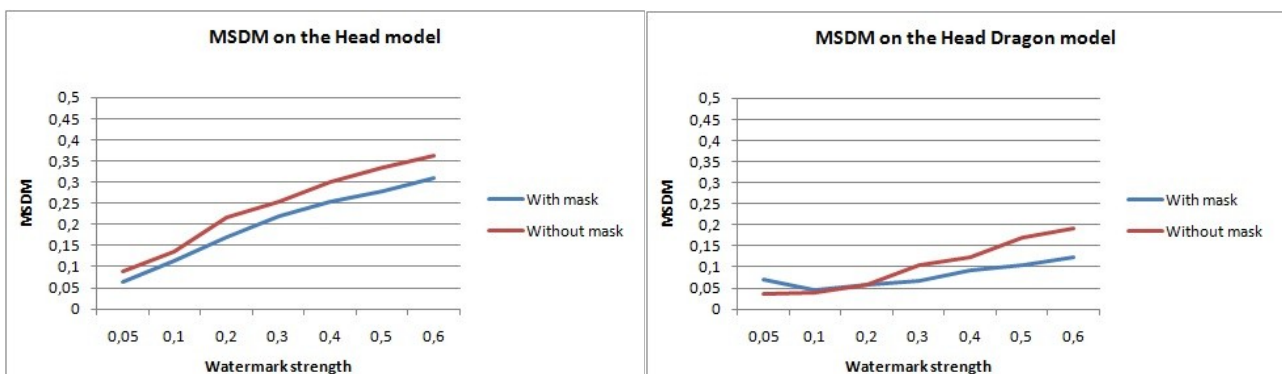 MSDM on the Head model
0,5
0,45
0,4
0,35
0,3
0,25
0,2
0,15
0,1
0,05
0
MSDM
0,05 0,1 0,2 0,3 0,4 0,5 0,6
Watermark strength
With mask
Without mask
MSDM on the Head Dragon model
0,5
0,45
0,4
0,35
0,3
0,25
0,2
0,15
0,1
0,05
0
MSDM
0,05 0,1 0,2 0,3 0,4 0,5 0,6
Watermark strength
With mask
Without mask